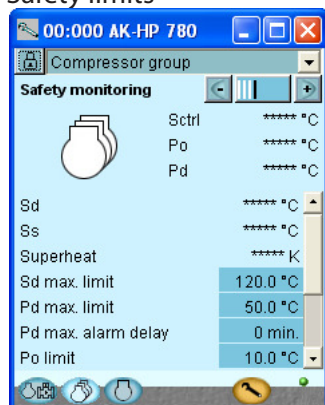 Safety limits
00:000 AK-HP 780
Compressor group
Safety monitoring
Sctrl ***** °C
Po ***** °C
Pd ***** °C
Sd ***** °C
Ss ***** °C
Superheat ***** K
Sd max. limit 120.0 °C
Pd max. limit 50.0 °C
Pd max. alarm delay 0 min.
Po limit 10.0 °C